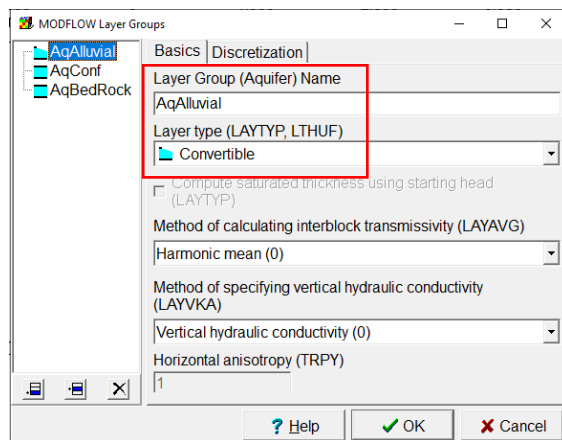 MODFLOW Layer Groups
AqAlluvial
AqConf
AqBedRock
Basics
Discretization
Layer Group (Aquifer) Name
AqAlluvial
Layer type (LAYTYP, LTHUF)
Convertible
Compute saturated thickness using starting head
(LAYTYP)
Method of calculating interblock transmissivity (LAYAVG)
Harmonic mean (0)
Method of specifying vertical hydraulic conductivity
(LAYVKA)
Vertical hydraulic conductivity (0)
Horizontal anisotropy (TRPY)
1
? Help
OK
Cancel